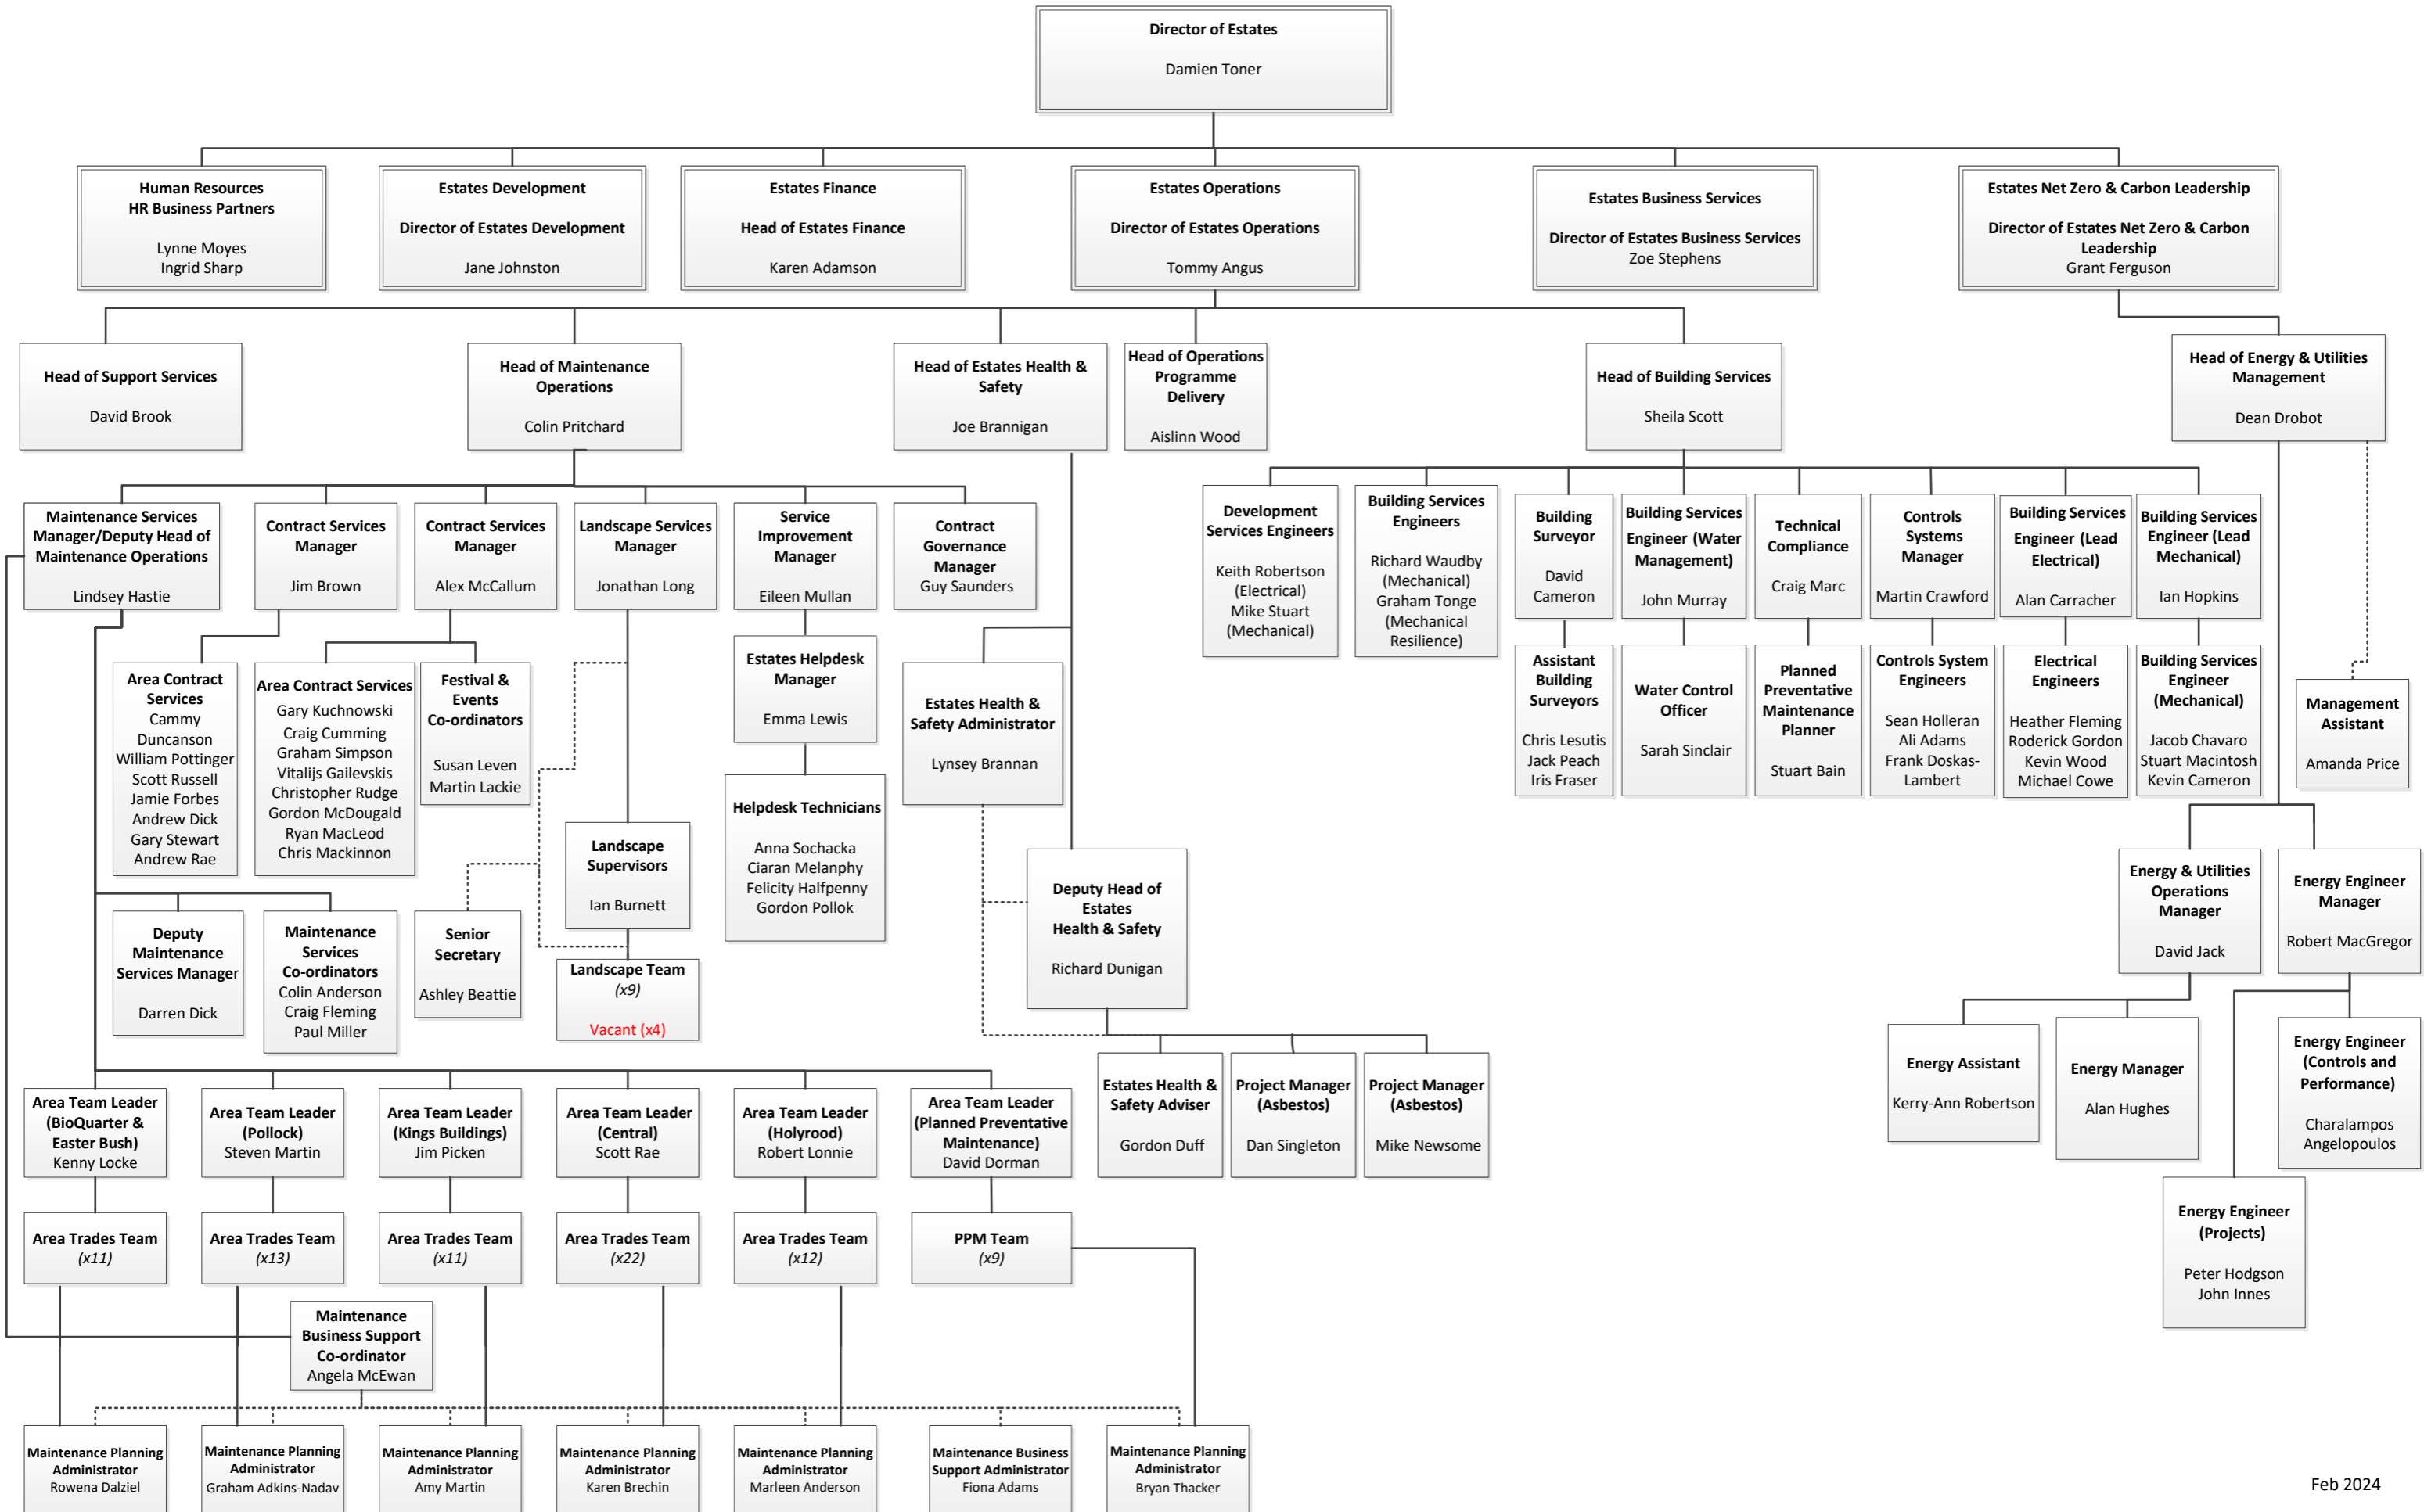 Director of Estates
Damien Toner
Human Resources
HR Business Partners
Lynne Moyes
Ingrid Sharp
Estates Development
Director of Estates Development
Jane Johnston
Estates Finance
Head of Estates Finance
Karen Adamson
Estates Operations
Director of Estates Operations
Tommy Angus
Estates Business Services
Director of Estates Business Services
Zoe Stephens
Estates Net Zero & Carbon Leadership
Director of Estates Net Zero & Carbon
Leadership
Grant Ferguson
Head of Support Services
David Brook
Head of Maintenance
Operations
Colin Pritchard
Head of Estates Health &
Safety
Joe Brannigan
Head of Operations
Programme
Delivery
Aislinn Wood
Head of Building Services
Sheila Scott
Head of Energy & Utilities
Management
Dean Drobot
Maintenance Services
Manager/Deputy Head of
Maintenance Operations
Lindsey Hastie
Contract Services
Manager
Jim Brown
Contract Services
Manager
Alex McCallum
Landscape Services
Manager
Jonathan Long
Service
Improvement
Manager
Eileen Mullan
Contract
Governance
Manager
Guy Saunders
Development
Services Engineers
Keith Robertson
(Electrical)
Mike Stuart
(Mechanical)
Building Services
Engineers
Richard Waudby
(Mechanical)
Graham Tonge
(Mechanical
Resilience)
Building
Surveyor
David
Cameron
Building Services
Engineer (Water
Management)
John Murray
Technical
Compliance
Craig Marc
Controls
Systems
Manager
Martin Crawford
Building Services
Engineer (Lead
Electrical)
Alan Carracher
Building Services
Engineer (Lead
Mechanical)
Ian Hopkins
Area Contract
Services
Cammy
Duncanson
William Pottinger
Scott Russell
Jamie Forbes
Andrew Dick
Gary Stewart
Andrew Rae
Area Contract Services
Gary Kuchnowski
Craig Cumming
Graham Simpson
Vitalijs Gailevskis
Christopher Rudge
Gordon McDougald
Ryan MacLeod
Chris Mackinnon
Festival &
Events
Co-ordinators
Susan Leven
Martin Lackie
Estates Helpdesk
Manager
Emma Lewis
Estates Health &
Safety Administrator
Lynsey Brannan
Assistant
Building
Surveyors
Chris Lesutis
Jack Peach
Iris Fraser
Water Control
Officer
Sarah Sinclair
Planned
Preventative
Maintenance
Planner
Stuart Bain
Controls System
Engineers
Sean Holleran
Ali Adams
Frank Doskas-
Lambert
Electrical
Engineers
Heather Fleming
Roderick Gordon
Kevin Wood
Michael Cowe
Building Services
Engineer
(Mechanical)
Jacob Chavaro
Stuart Macintosh
Kevin Cameron
Management
Assistant
Amanda Price
Helpdesk Technicians
Anna Sochacka
Ciaran Melanphy
Felicity Halfpenny
Gordon Pollok
Landscape
Supervisors
Ian Burnett
Deputy Head of
Estates
Health & Safety
Richard Dunigan
Energy & Utilities
Operations
Manager
David Jack
Energy Engineer
Manager
Robert MacGregor
Deputy
Maintenance
Services Manager
Darren Dick
Maintenance
Services
Co-ordinators
Colin Anderson
Craig Fleming
Paul Miller
Senior
Secretary
Ashley Beattie
Landscape Team
(x9)
Vacant (x4)
Energy Assistant
Kerry-Ann Robertson
Energy Manager
Alan Hughes
Energy Engineer
(Controls and
Performance)
Charalampos
Angelopoulos
Estates Health &
Safety Adviser
Gordon Duff
Project Manager
(Asbestos)
Dan Singleton
Project Manager
(Asbestos)
Mike Newsome
Area Team Leader
(BioQuarter &
Easter Bush)
Kenny Locke
Area Team Leader
(Pollock)
Steven Martin
Area Team Leader
(Kings Buildings)
Jim Picken
Area Team Leader
(Central)
Scott Rae
Area Team Leader
(Holyrood)
Robert Lonnie
Area Team Leader
(Planned Preventative
Maintenance)
David Dorman
Energy Engineer
(Projects)
Peter Hodgson
John Innes
Area Trades Team
(x11)
Area Trades Team
(x13)
Area Trades Team
(x11)
Area Trades Team
(x22)
Area Trades Team
(x12)
PPM Team
(x9)
Maintenance
Business Support
Co-ordinator
Angela McEwan
Maintenance Planning
Administrator
Rowena Dalziel
Maintenance Planning
Administrator
Graham Adkins-Nadav
Maintenance Planning
Administrator
Amy Martin
Maintenance Planning
Administrator
Karen Brechin
Maintenance Planning
Administrator
Marleen Anderson
Maintenance Business
Support Administrator
Fiona Adams
Maintenance Planning
Administrator
Bryan Thacker
Feb 2024